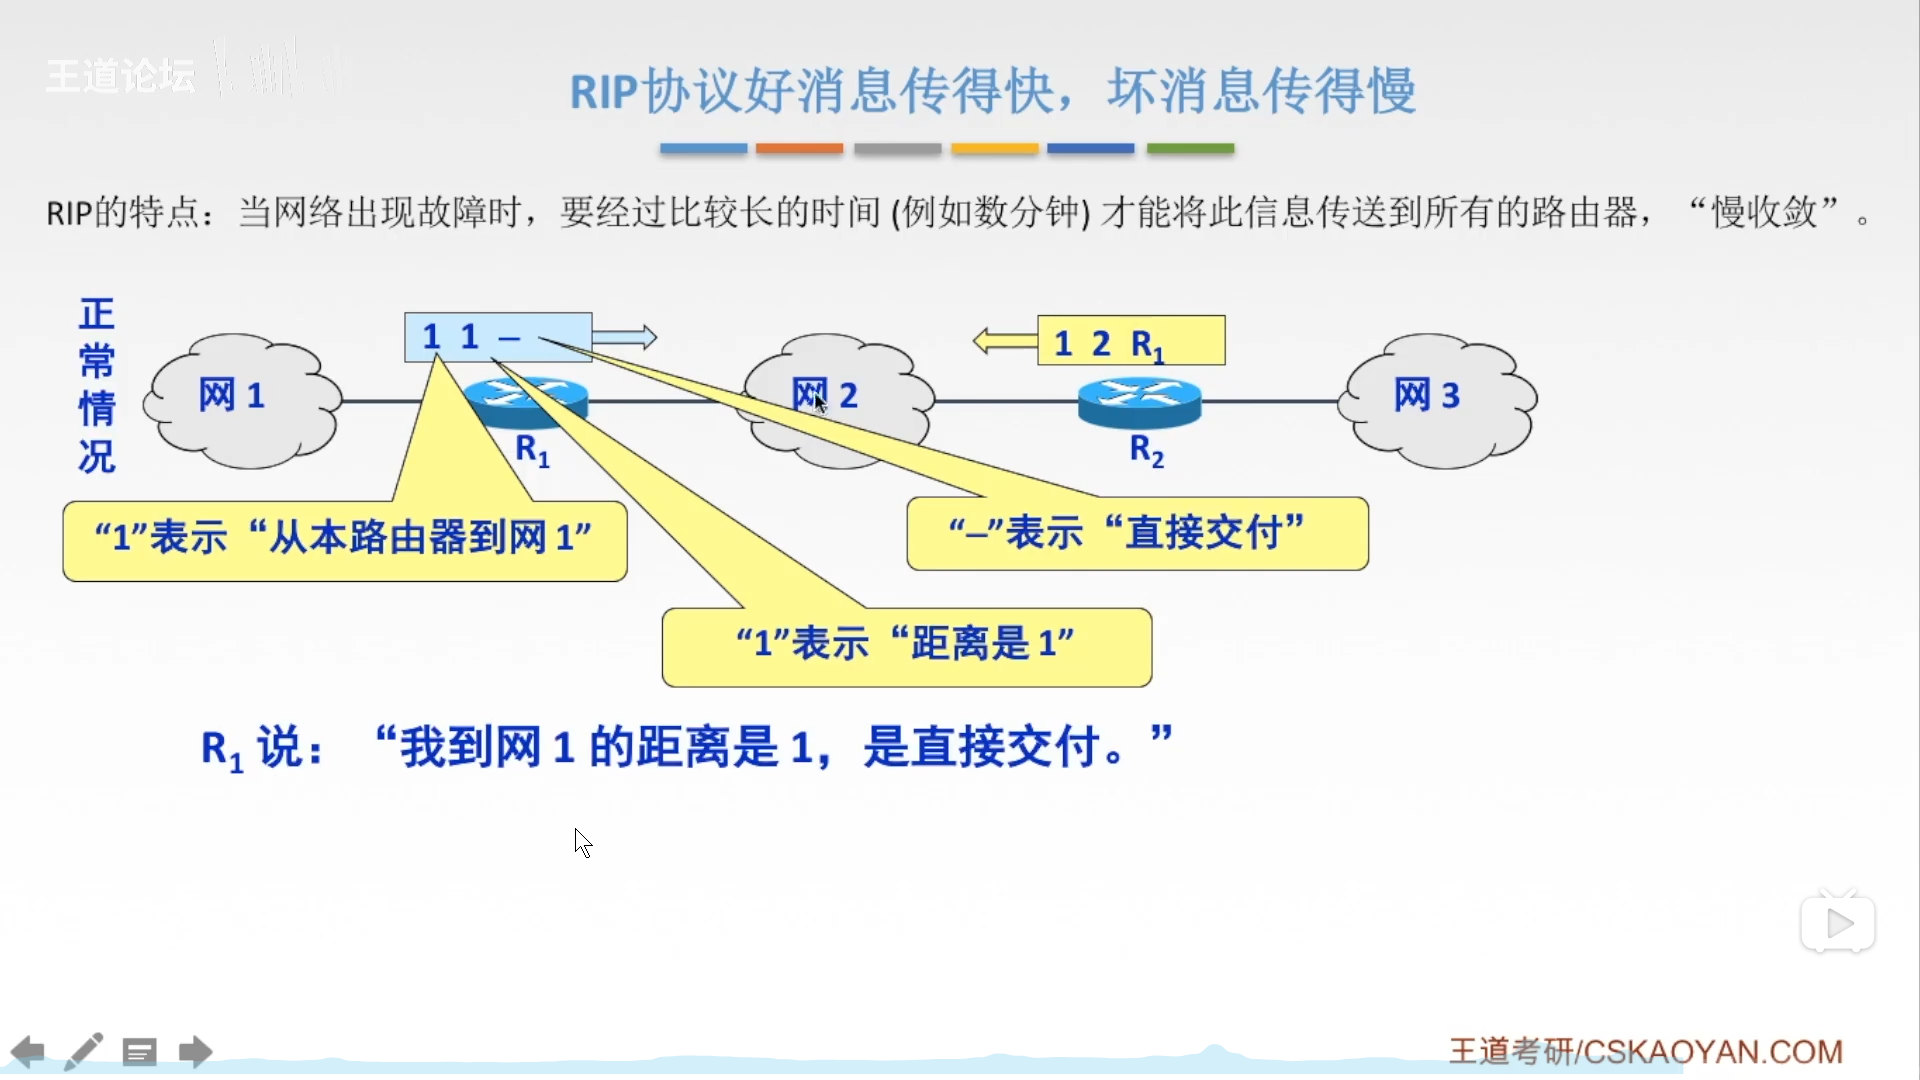 王道论坛
RIP协议好消息传得快，坏消息传得慢
RIP的特点：当网络出现故障时，要经过比较长的时间 (例如数分钟) 才能将此信息传送到所有的路由器，“慢收敛”。
正常情况
1 1 –
1 2 R1
网 1
网 2
网 3
R1
R2
“1”表示“从本路由器到网 1”
“–”表示“直接交付”
“1”表示“距离是 1”
R1 说：“我到网 1 的距离是 1，是直接交付。”
王道考研/CSKAOYAN.COM